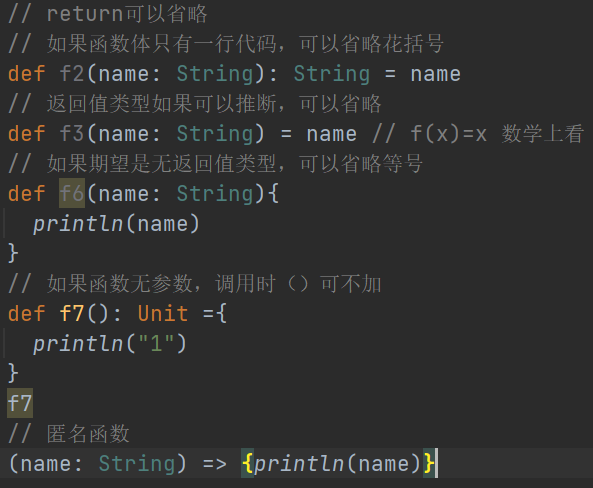 // return可以省略
// 如果函数体只有一行代码，可以省略花括号
def f2(name: String): String = name
// 返回值类型如果可以推断，可以省略
def f3(name: String) = name // f(x)=x 数学上看
// 如果期望是无返回值类型，可以省略等号
def f6(name: String){
  println(name)
}
// 如果函数无参数，调用时（）可不加
def f7(): Unit ={
  println("1")
}
f7
// 匿名函数
(name: String) => {println(name)}